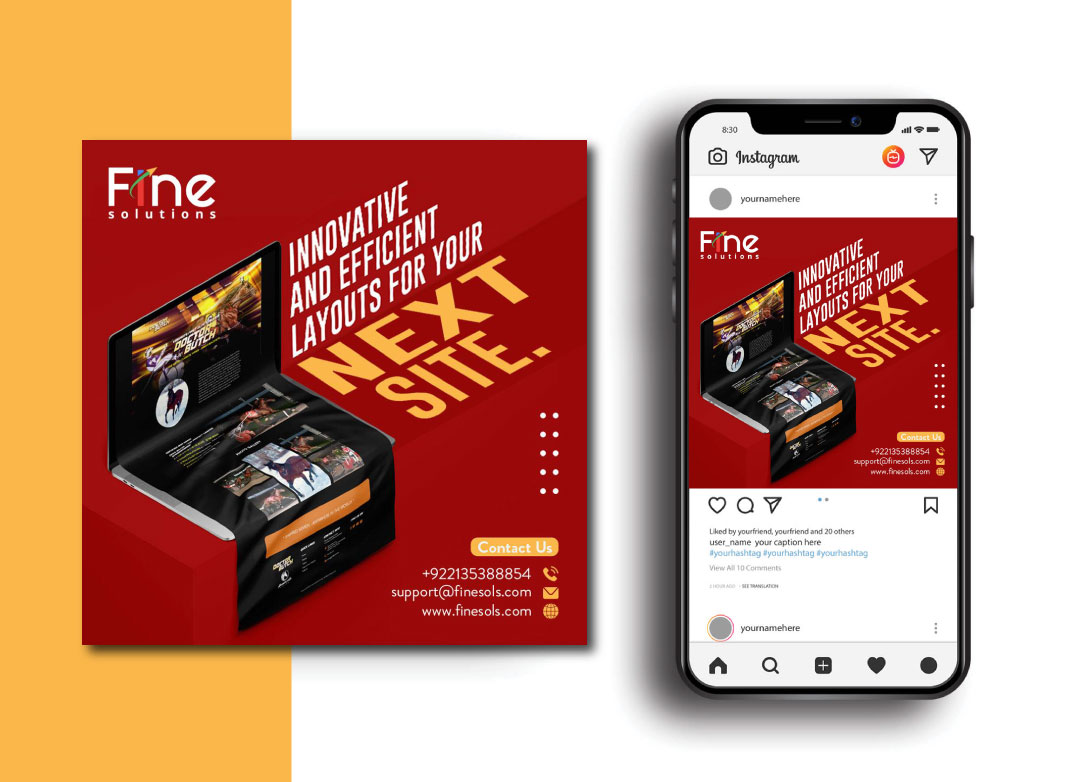 Fine
solutions
INNOVATIVE
AND EFFICIENT
LAYOUTS FOR YOUR
NEXT
SITE.
DOCTOR
BUTCH
DOCTOR
BUTCH
Contact Us
+922135388854
support@finesols.com
www.finesols.com
8:30
Instagram
yournamehere
Fine
solutions
INNOVATIVE
AND EFFICIENT
LAYOUTS FOR YOUR
NEXT
SITE.
Contact Us
+922135388854
support@finesols.com
www.finesols.com
Liked by yourfriend, yourfriend and 20 others
user_name your caption here
#yourhashtag #yourhashtag #yourhashtag
View All 10 Comments
HOUR AGO • SEE TRANSLATION
yournamehere